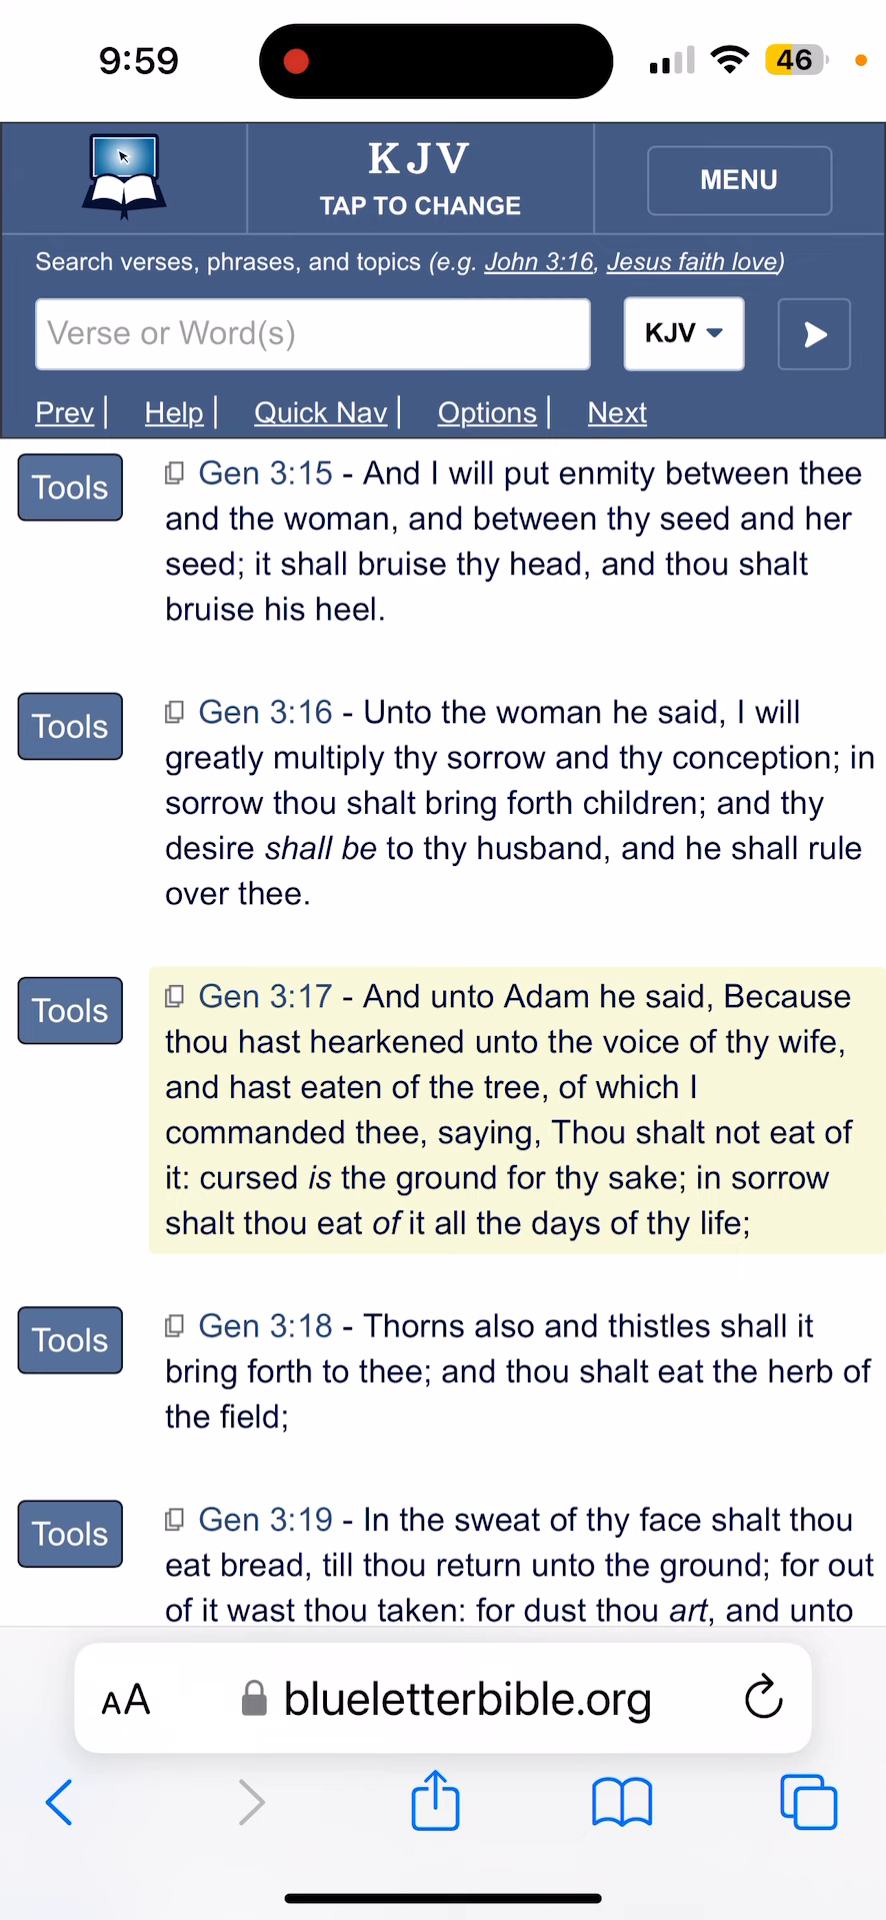 9:59
46
KJV
TAP TO CHANGE
MENU
Search verses, phrases, and topics (e.g. John 3:16, Jesus faith love)
Verse or Word(s)
KJV
Prev | Help | Quick Nav | Options | Next
Tools
Gen 3:15 - And I will put enmity between thee
and the woman, and between thy seed and her
seed; it shall bruise thy head, and thou shalt
bruise his heel.
Tools
Gen 3:16 - Unto the woman he said, I will
greatly multiply thy sorrow and thy conception; in
sorrow thou shalt bring forth children; and thy
desire shall be to thy husband, and he shall rule
over thee.
Tools
Gen 3:17 - And unto Adam he said, Because
thou hast hearkened unto the voice of thy wife,
and hast eaten of the tree, of which I
commanded thee, saying, Thou shalt not eat of
it: cursed is the ground for thy sake; in sorrow
shalt thou eat of it all the days of thy life;
Tools
Gen 3:18 - Thorns also and thistles shall it
bring forth to thee; and thou shalt eat the herb of
the field;
Tools
Gen 3:19 - In the sweat of thy face shalt thou
eat bread, till thou return unto the ground; for out
of it wast thou taken: for dust thou art, and unto
AA blueletterbible.org